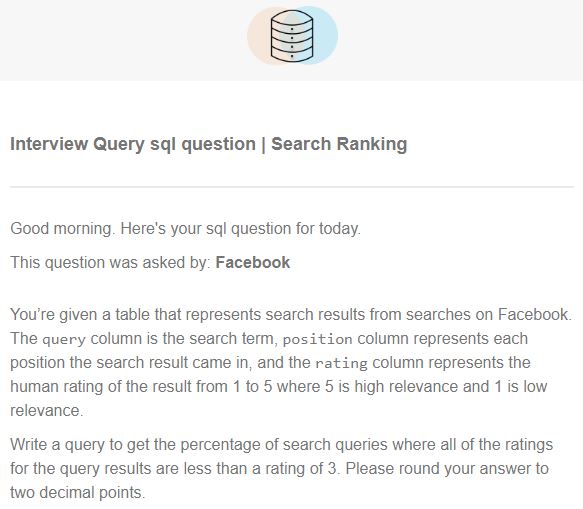 Interview Query sql question | Search Ranking
Good morning. Here's your sql question for today.
This question was asked by: Facebook
You’re given a table that represents search results from searches on Facebook.
The query column is the search term, position column represents each
position the search result came in, and the rating column represents the
human rating of the result from 1 to 5 where 5 is high relevance and 1 is low
relevance.
Write a query to get the percentage of search queries where all of the ratings
for the query results are less than a rating of 3. Please round your answer to
two decimal points.